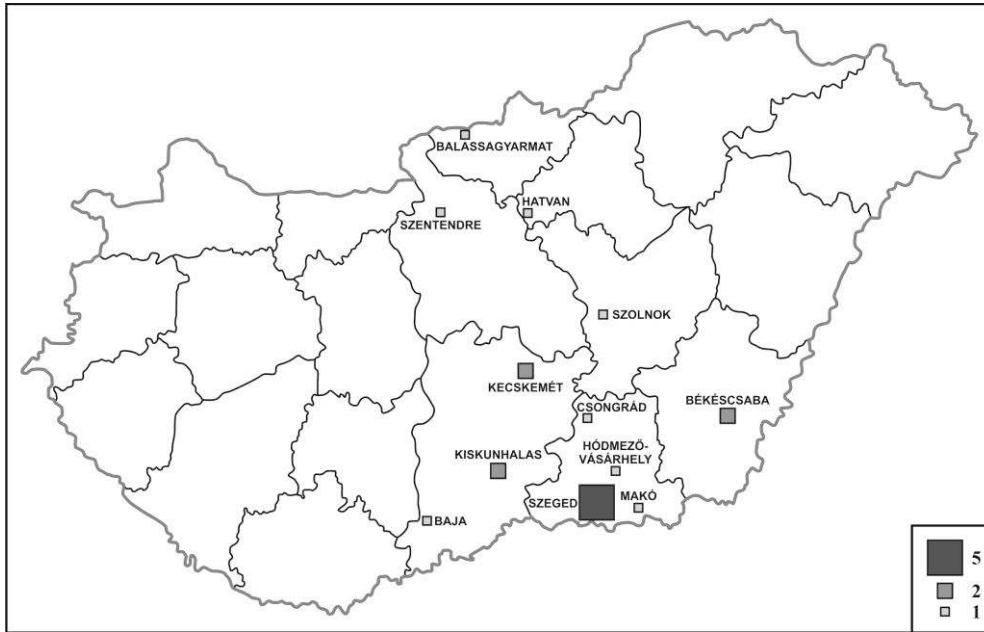 BALASSAGYARMAT
HATVAN
SZENTENDRE
SZOLNOK
KECSKEMÉT
BÉKÉSCSABA
CSONGRÁD
HÓDMEZŐ-
VÁSÁRHELY
KISKUNHALAS
SZEGED
MAKÓ
BAJA
5
2
1